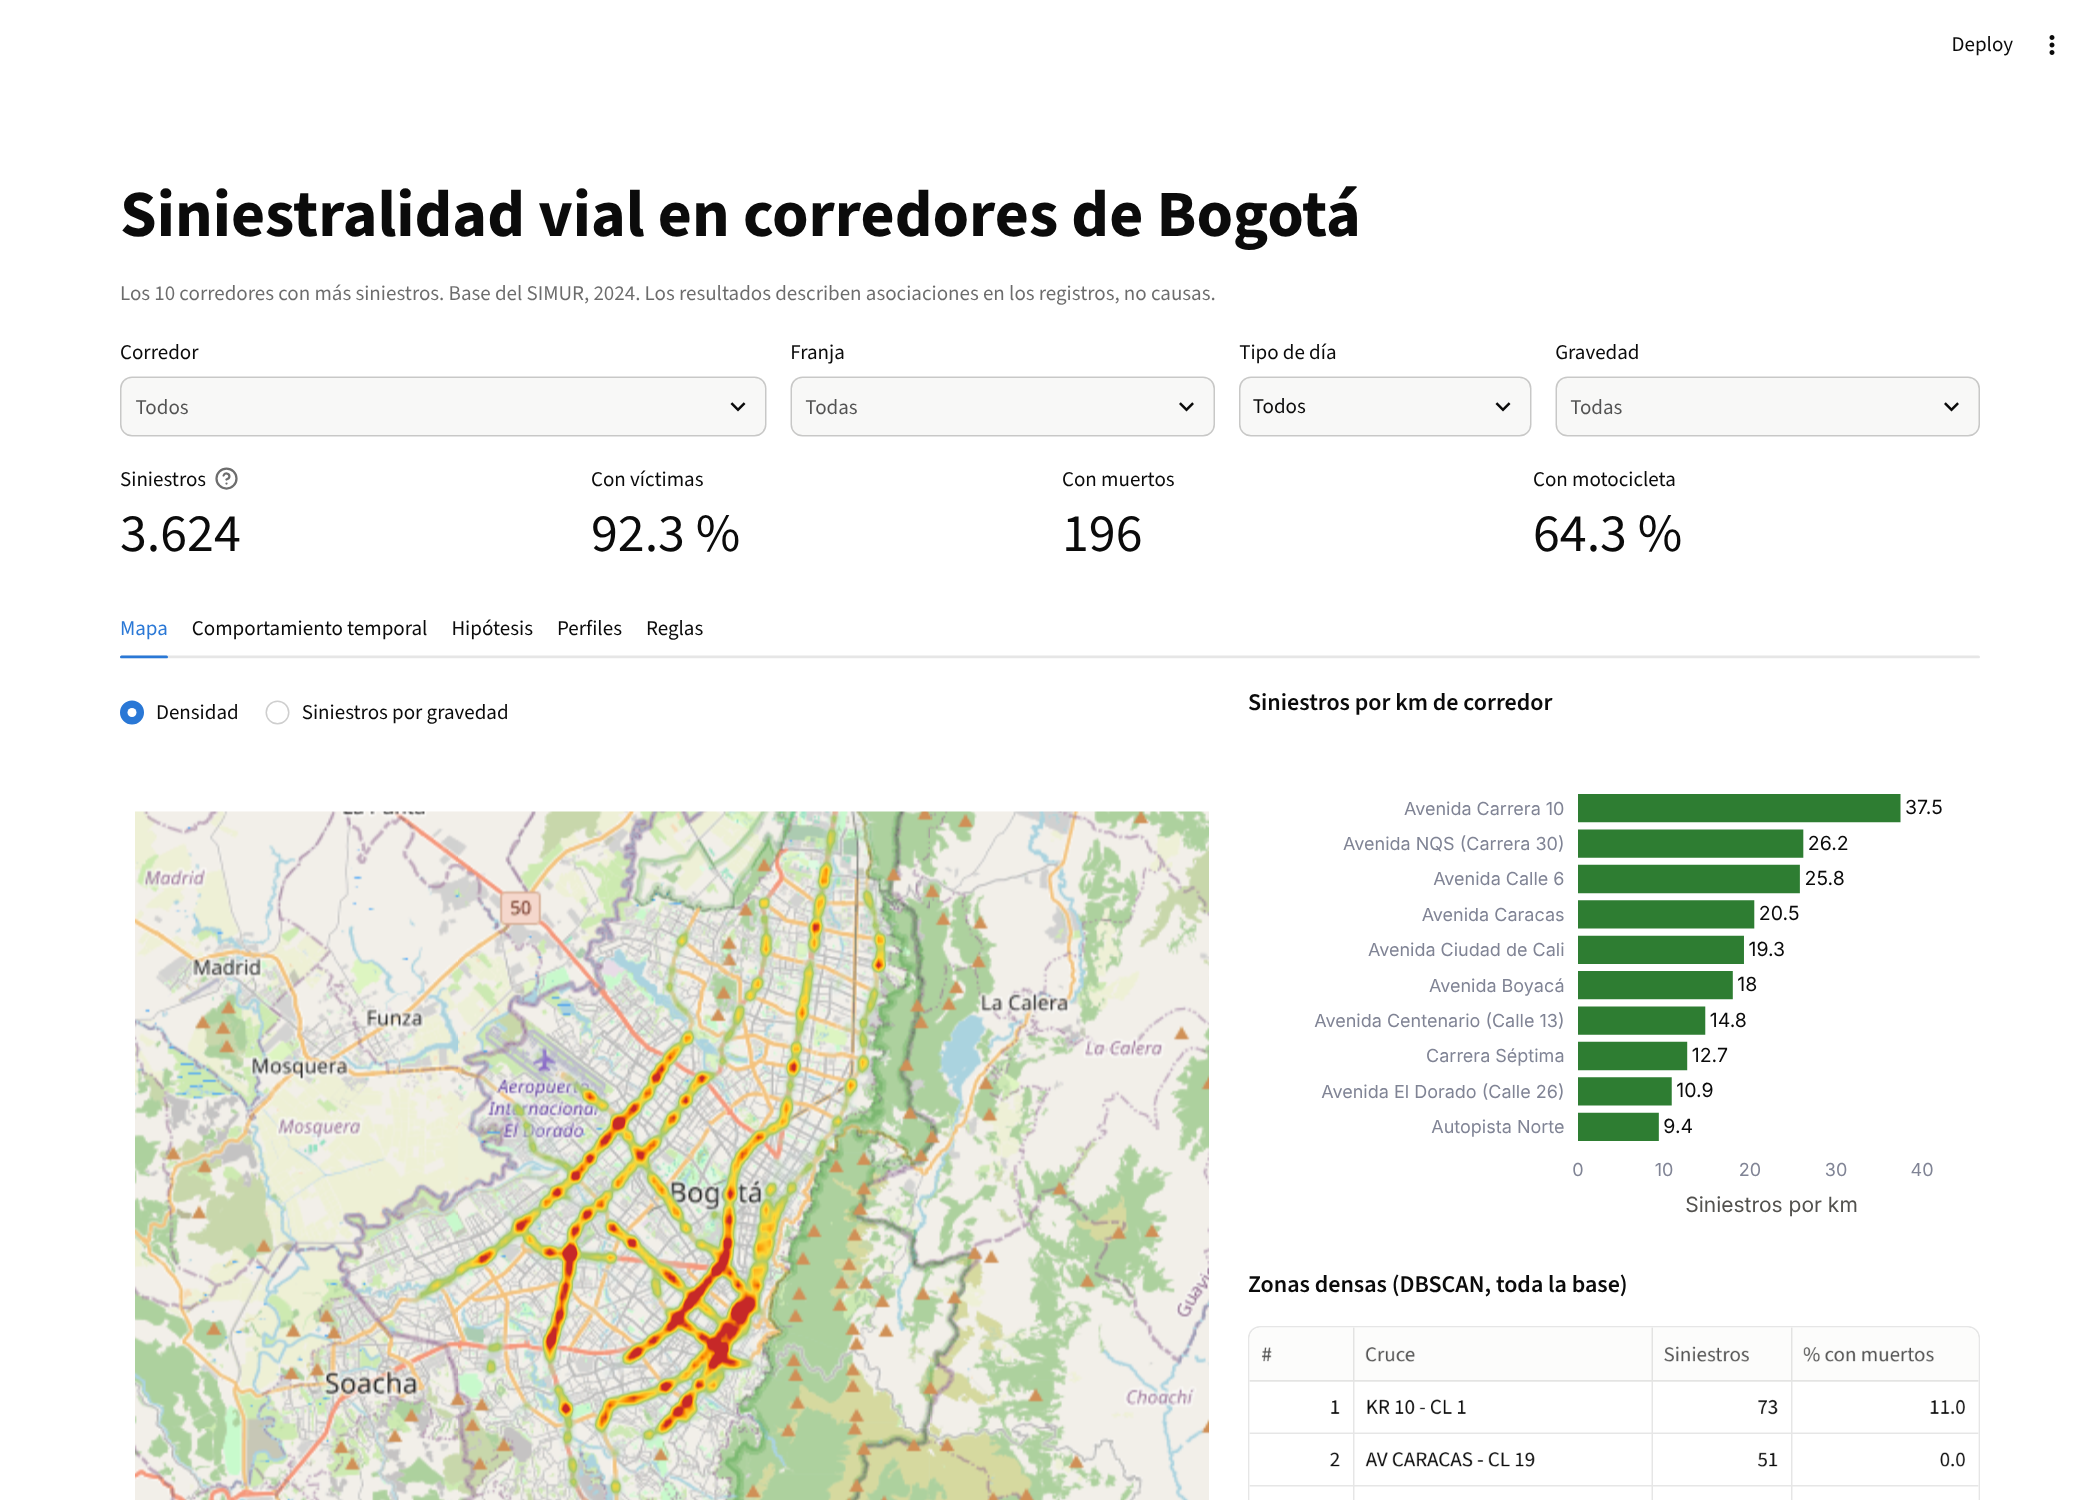 Deploy
Siniestralidad vial en corredores de Bogotá
Los 10 corredores con más siniestros. Base del SIMUR, 2024. Los resultados describen asociaciones en los registros, no causas.
Corredor
Franja
Tipo de día
Gravedad
Todos
Todas
Todos
Todas
Siniestros
Con víctimas
Con muertos
Con motocicleta
3.624
92.3 %
196
64.3 %
Mapa
Comportamiento temporal
Hipótesis
Perfiles
Reglas
Densidad
Siniestros por gravedad
Madrid
50
Madrid
Funza
Mosquera
Mosquera
Aeropuerto
Internacional
El Dorado
La Calera
La Calera
Bogotá
Soacha
Choachí
Siniestros por km de corredor
Avenida Carrera 10 37.5
Avenida NQS (Carrera 30) 26.2
Avenida Calle 6 25.8
Avenida Caracas 20.5
Avenida Ciudad de Cali 19.3
Avenida Boyacá 18
Avenida Centenario (Calle 13) 14.8
Carrera Séptima 12.7
Avenida El Dorado (Calle 26) 10.9
Autopista Norte 9.4
0 10 20 30 40
Siniestros por km
Zonas densas (DBSCAN, toda la base)
# Cruce Siniestros % con muertos
1 KR 10 - CL 1 73 11.0
2 AV CARACAS - CL 19 51 0.0